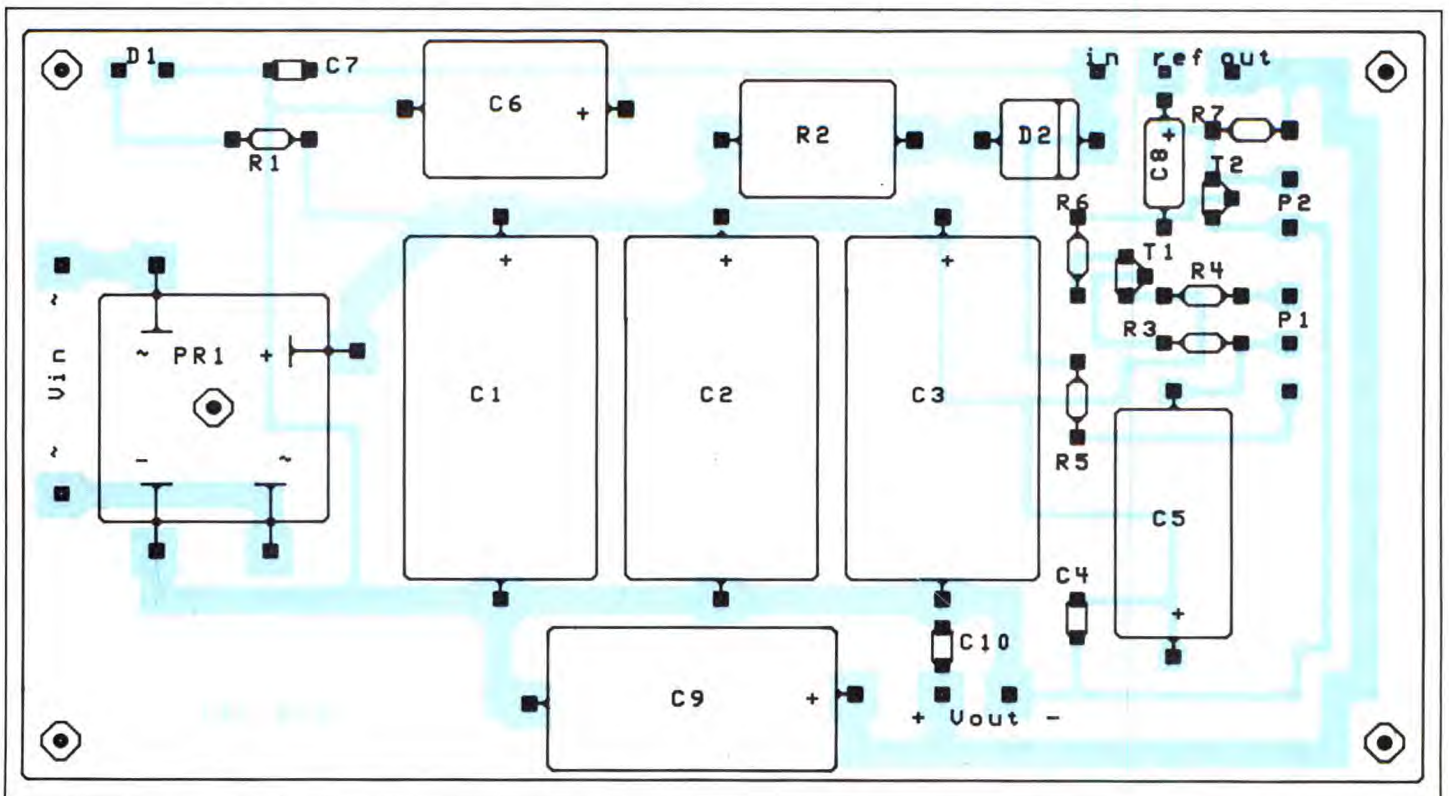 D1
C7
in ref out
C6 +
R1
R2
D2
C8 +
R7
T2
R6
P2
T1
R4
P1
R3
~ Vin ~
~ PR1 +
- ~
+
C1
+
C2
+
C3
R5
C5
+
C4
C10
C9 +
+ Vout -